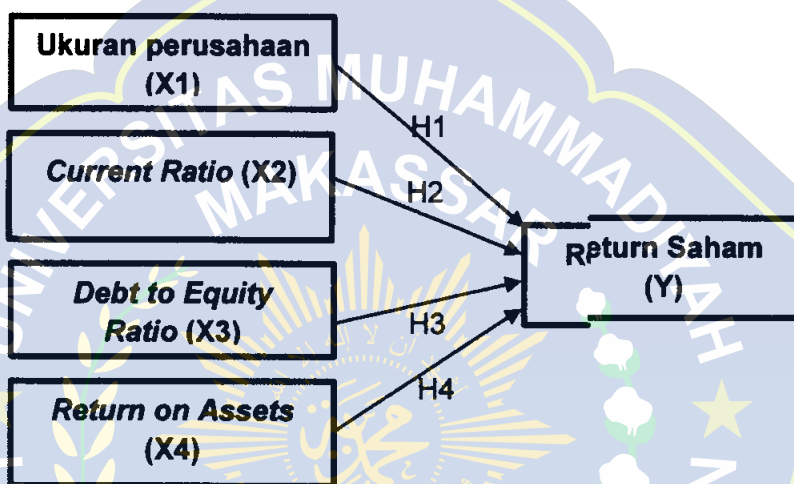 Ukuran perusahaan
(X1)
Current Ratio (X2)
Debt to Equity
Ratio (X3)
Return on Assets
(X4)
H1
H2
H3
H4
Return Saham
(Y)
UNIVERSITAS MUHAMMADIYAH
MAKASSAR